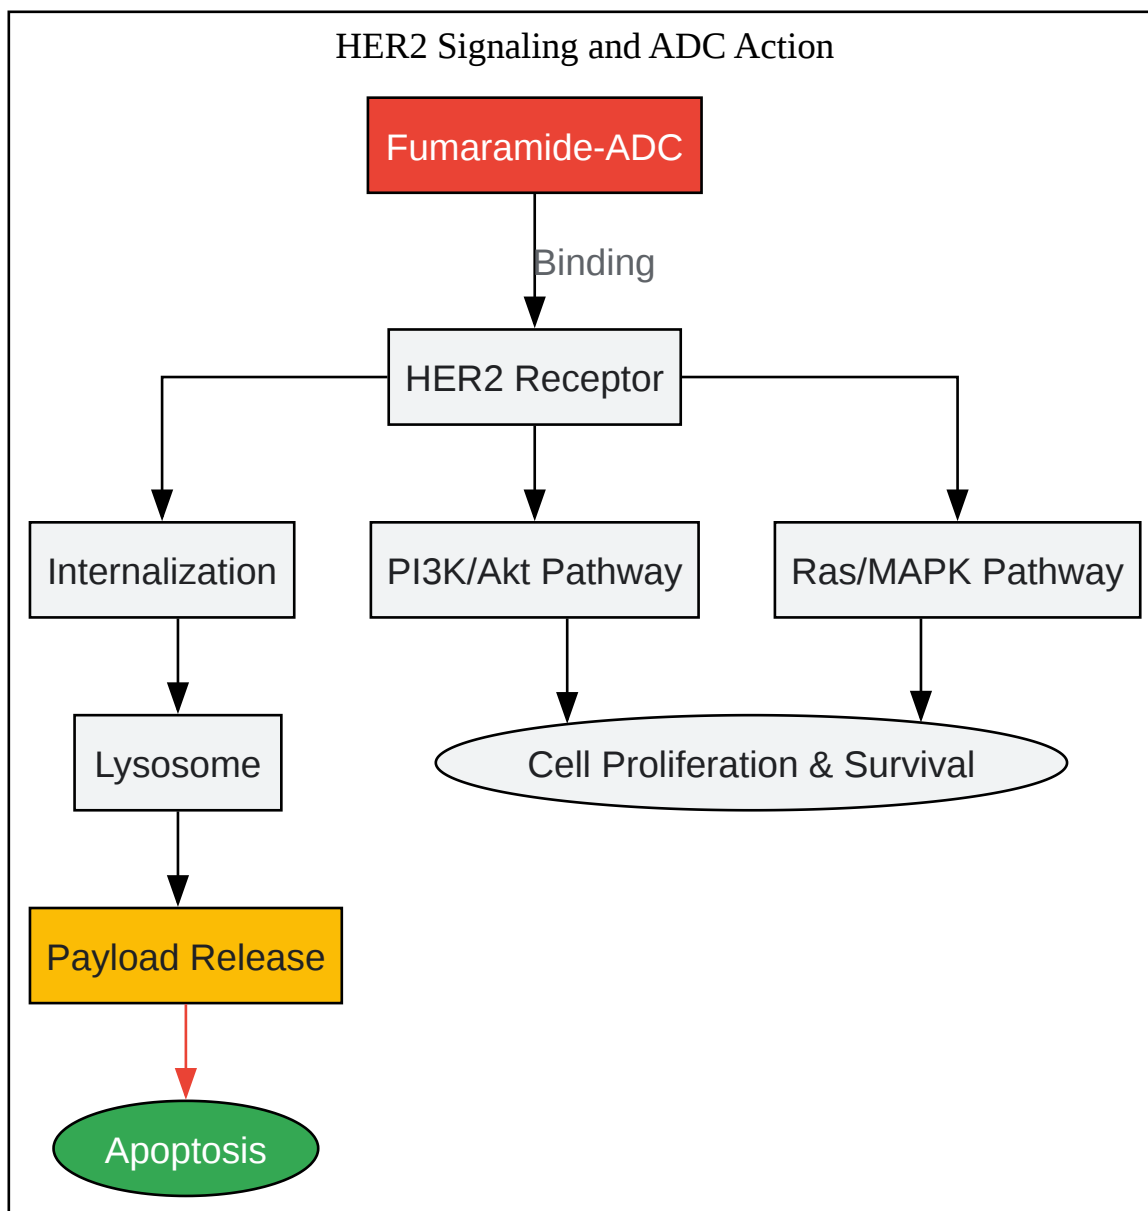 HER2 Signaling and ADC Action
Fumaramide-ADC
Binding
HER2 Receptor
Internalization
PI3K/Akt Pathway
Ras/MAPK Pathway
Lysosome
Cell Proliferation & Survival
Payload Release
Apoptosis